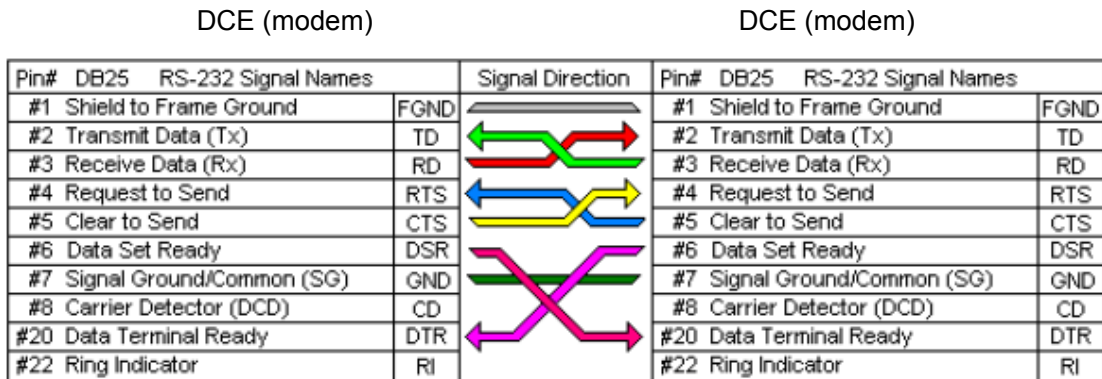 DCE (modem) DCE (modem)
Pin# DB25 RS-232 Signal Names Signal Direction Pin# DB25 RS-232 Signal Names
#1 Shield to Frame Ground FGND #1 Shield to Frame Ground FGND
#2 Transmit Data (Tx) TD #2 Transmit Data (Tx) TD
#3 Receive Data (Rx) RD #3 Receive Data (Rx) RD
#4 Request to Send RTS #4 Request to Send RTS
#5 Clear to Send CTS #5 Clear to Send CTS
#6 Data Set Ready DSR #6 Data Set Ready DSR
#7 Signal Ground/Common (SG) GND #7 Signal Ground/Common (SG) GND
#8 Carrier Detector (DCD) CD #8 Carrier Detector (DCD) CD
#20 Data Terminal Ready DTR #20 Data Terminal Ready DTR
#22 Ring Indicator RI #22 Ring Indicator RI